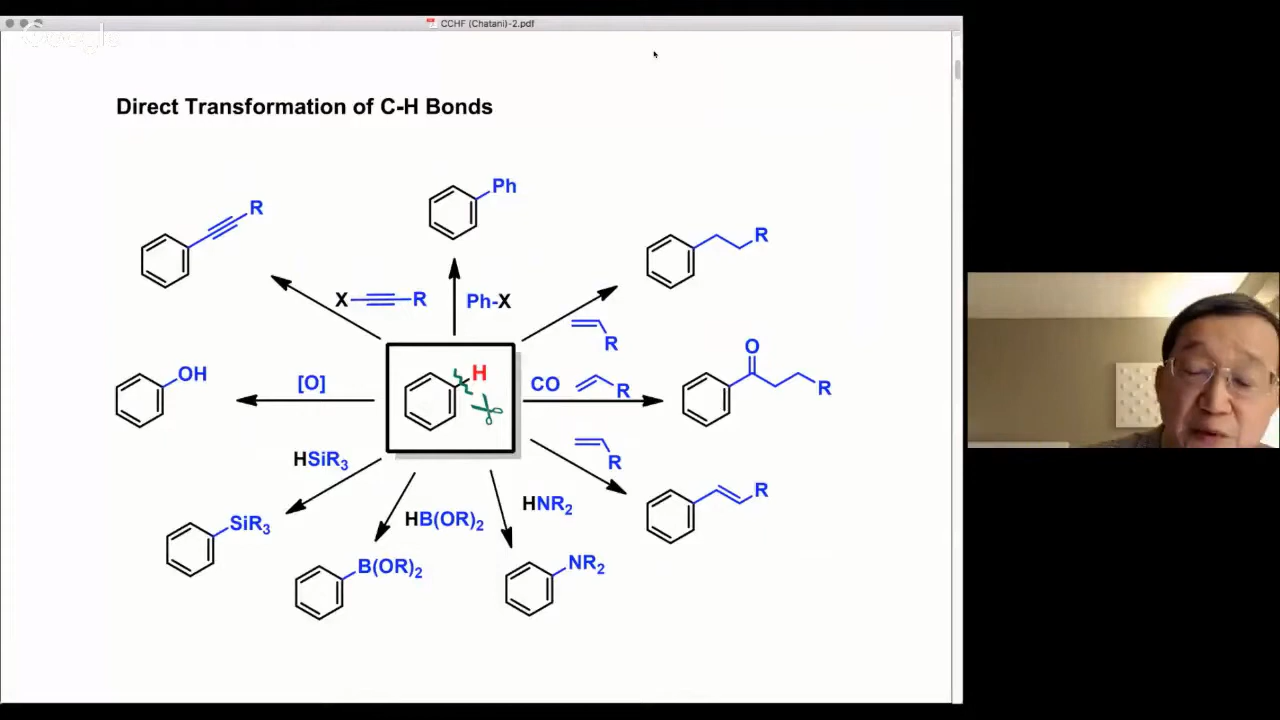 Google
CCHF (Chatani)-2.pdf
Direct Transformation of C-H Bonds
Ph
R
R
X R
Ph-X
R
O
OH
[O]
H
CO R
R
HSiR3
R
HNR2
R
HB(OR)2
SiR3
B(OR)2
NR2